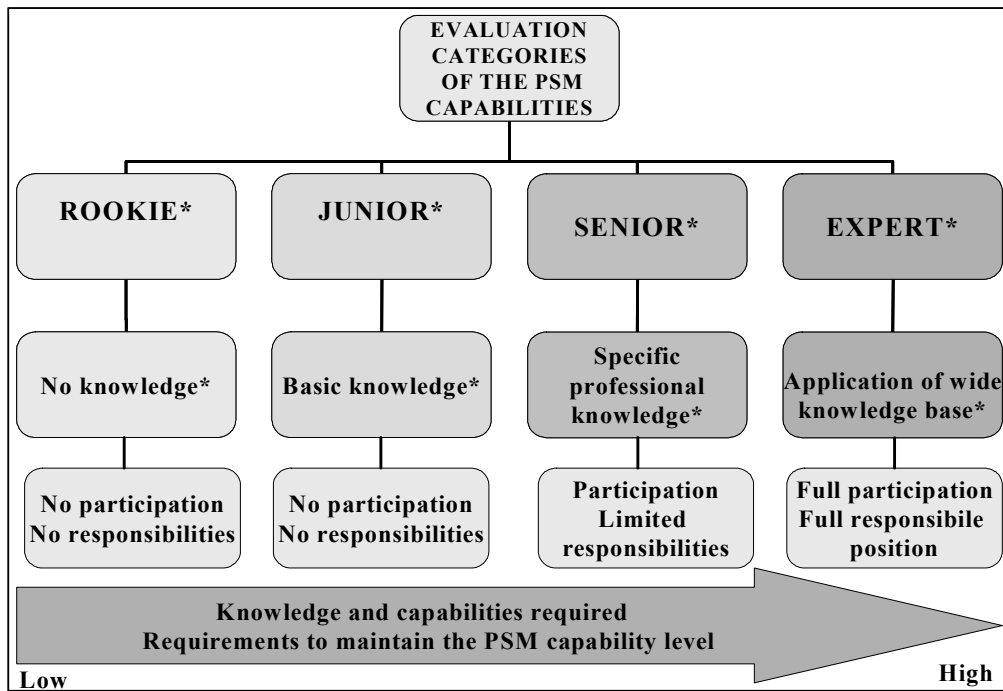 EVALUATION
CATEGORIES
OF THE PSM
CAPABILITIES
ROOKIE*
JUNIOR*
SENIOR*
EXPERT*
No knowledge*
Basic knowledge*
Specific
professional
knowledge*
Application of wide
knowledge base*
No participation
No responsibilities
No participation
No responsibilities
Participation
Limited
responsibilities
Full participation
Full responsibile
position
Knowledge and capabilities required
Requirements to maintain the PSM capability level
Low
High